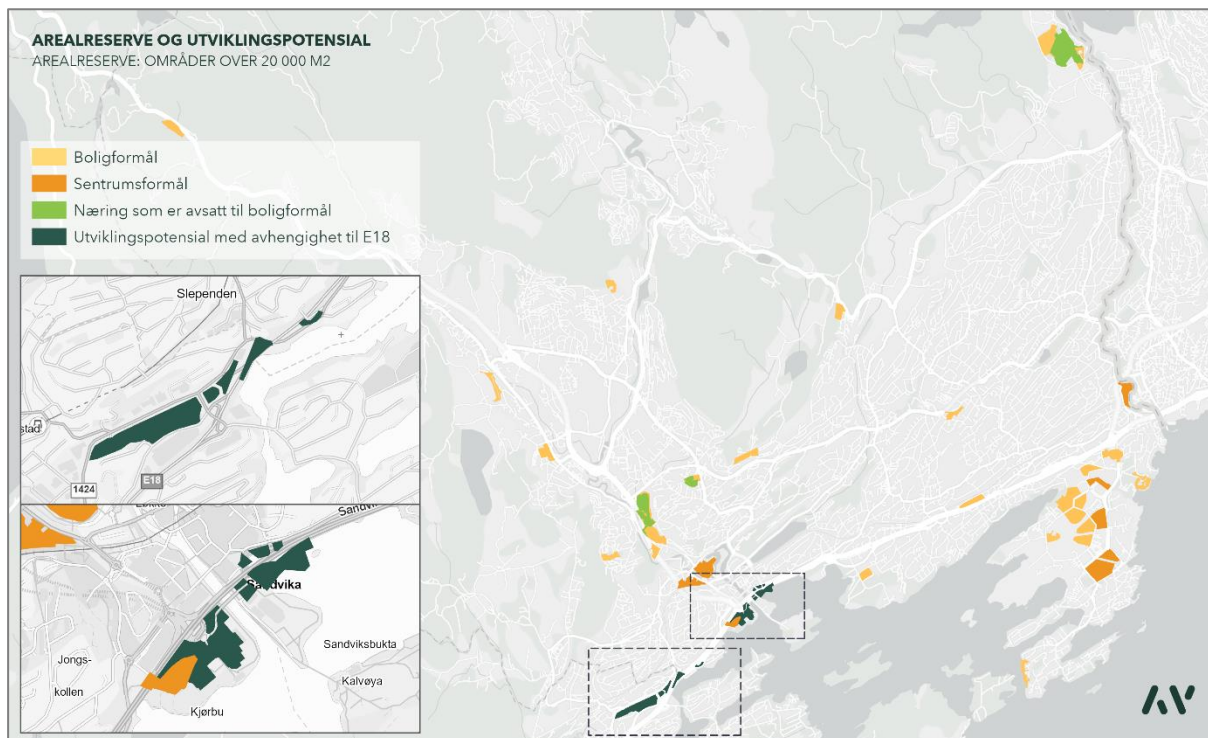 AREALRESERVE OG UTVIKLINGSPOTENSIAL
AREALRESERVE: OMRÅDER OVER 20 000 M2
Boligformål
Sentrumsformål
Næring som er avsatt til boligformål
Utviklingspotensial med avhengighet til E18
Slependen
stad
1424
E18
Sandvika
Sandviksbukta
Jongs-
kollen
Kalvøya
Kjørbu